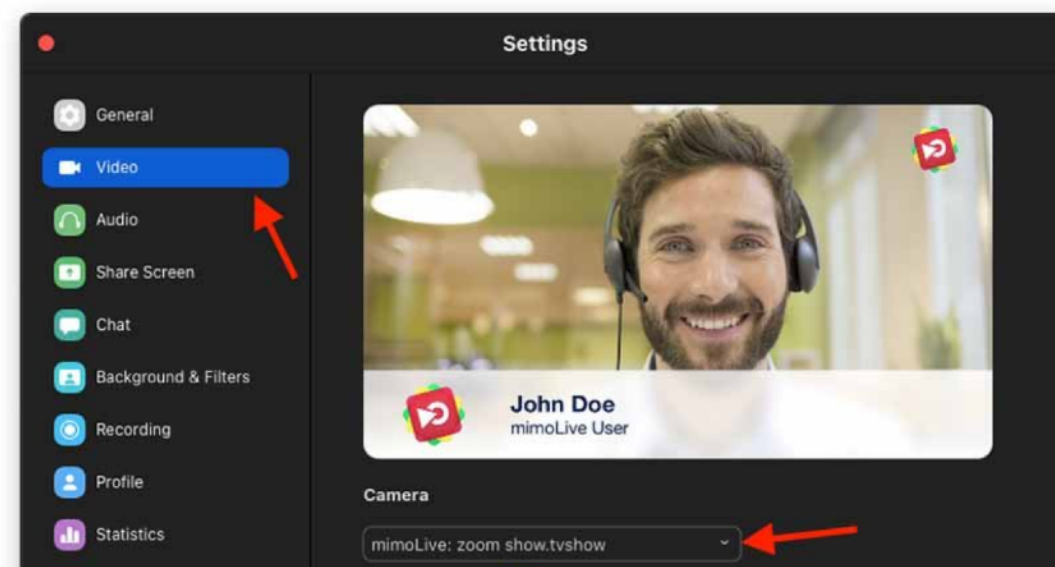 Settings
General
Video
Audio
Share Screen
Chat
Background & Filters
Recording
Profile
Statistics
John Doe
mimoLive User
Camera
mimoLive: zoom show.tvshow